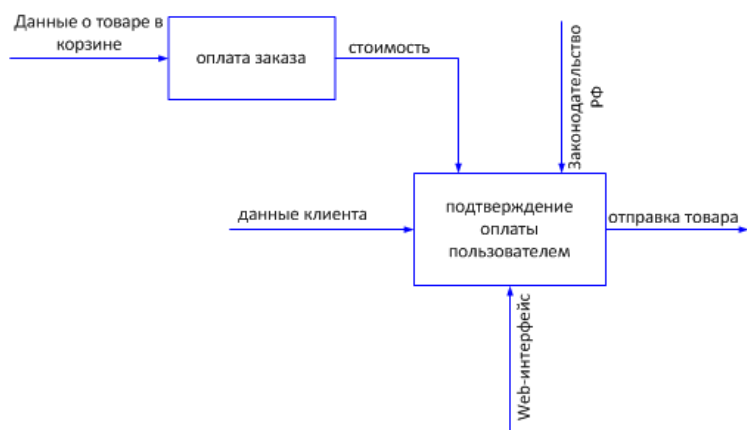 Данные о товаре в
корзине
оплата заказа
стоимость
Законодательство
РФ
данные клиента
подтверждение
оплаты
пользователем
отправка товара
Web-интерфейс